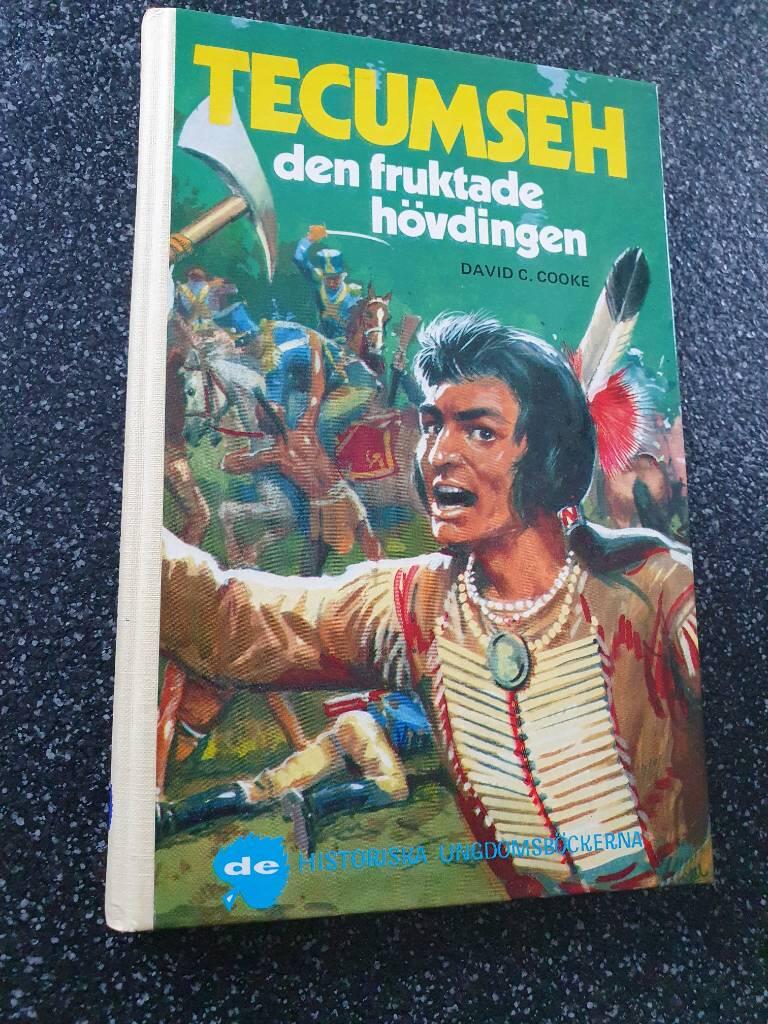 TECUMSEH
den fruktade
hövdingen
DAVID C. COOKE
de HISTORISKA UNGDOMSBÖCKERNA